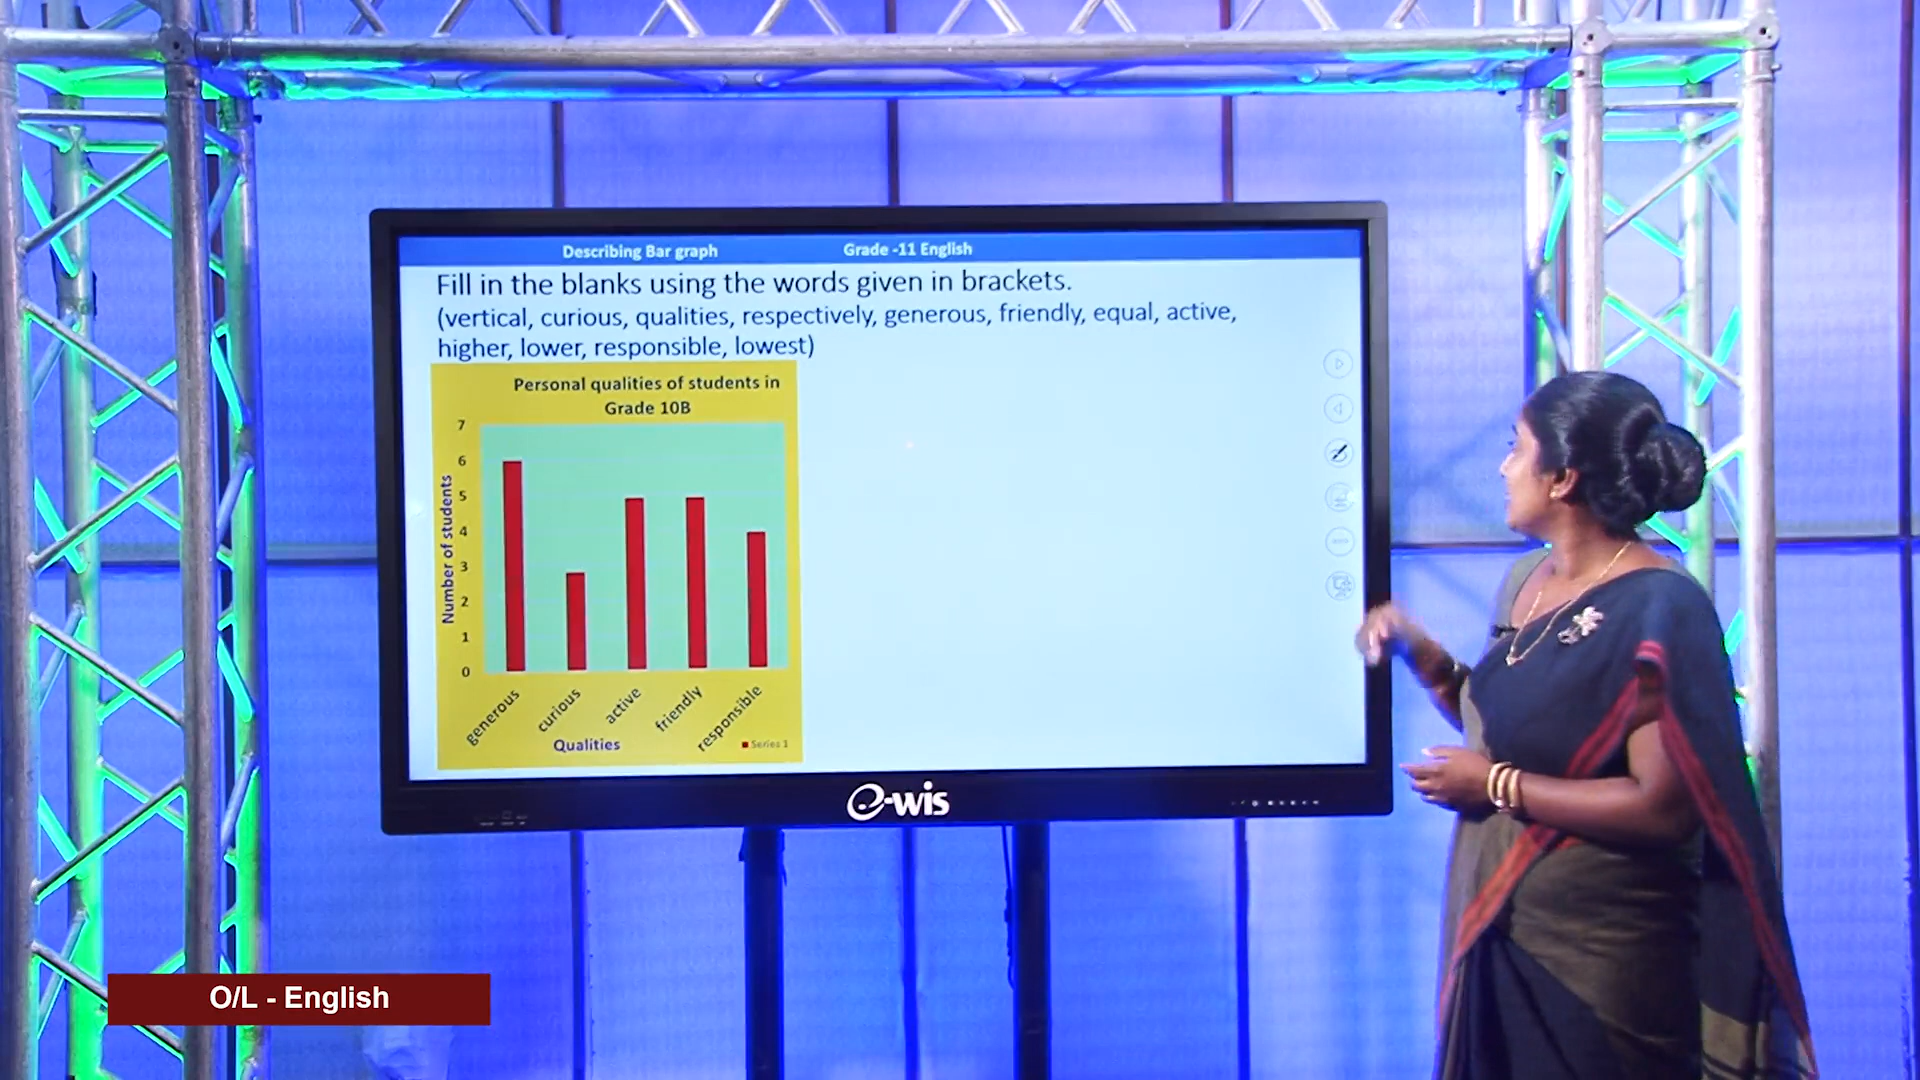 Describing Bar graph
Grade -11 English
Fill in the blanks using the words given in brackets.
(vertical, curious, qualities, respectively, generous, friendly, equal, active,
higher, lower, responsible, lowest)
Personal qualities of students in
Grade 10B
7
6
5
4
3
2
1
0
Number of students
generous
curious
active
friendly
responsible
Qualities
Series 1
e-wis
O/L - English